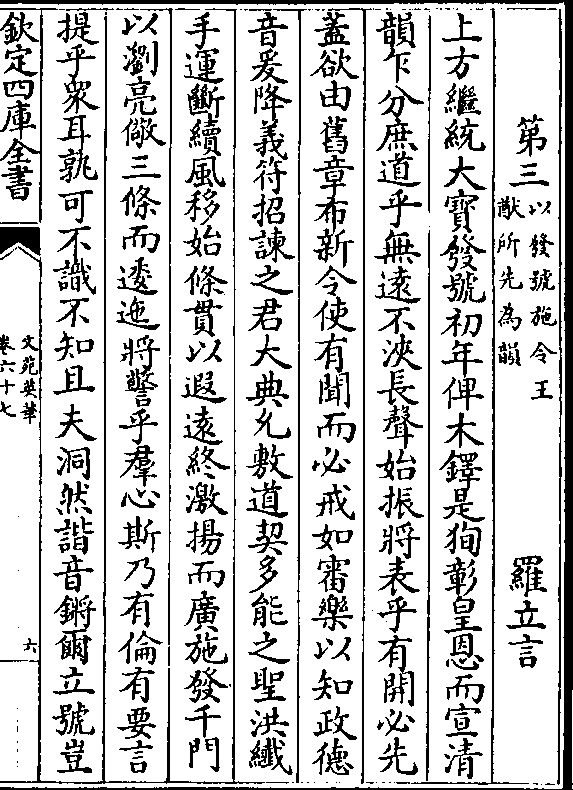 第三以發號施令王
猷所先為韻 羅立言
上方繼統大寶發號初年俾木鐸是狥彰皇恩而宣清
韻乍分庶道乎無遠不浹長聲始振將表乎有開必先
蓋欲由舊章布新令使有聞而必戒如審樂以知政德
音爰降義符招諫之君大典允敷道契多能之聖洪纖
手運斷續風移始條貫以遐遠終激揚而廣施發千門
以瀏亮儆三條而逶迤將警乎羣心斯乃有倫有要言
提乎衆耳孰可不識不知且夫洞然諧音鏘爾立號豈
欽定四庫全書
文苑英華
卷六十七
六